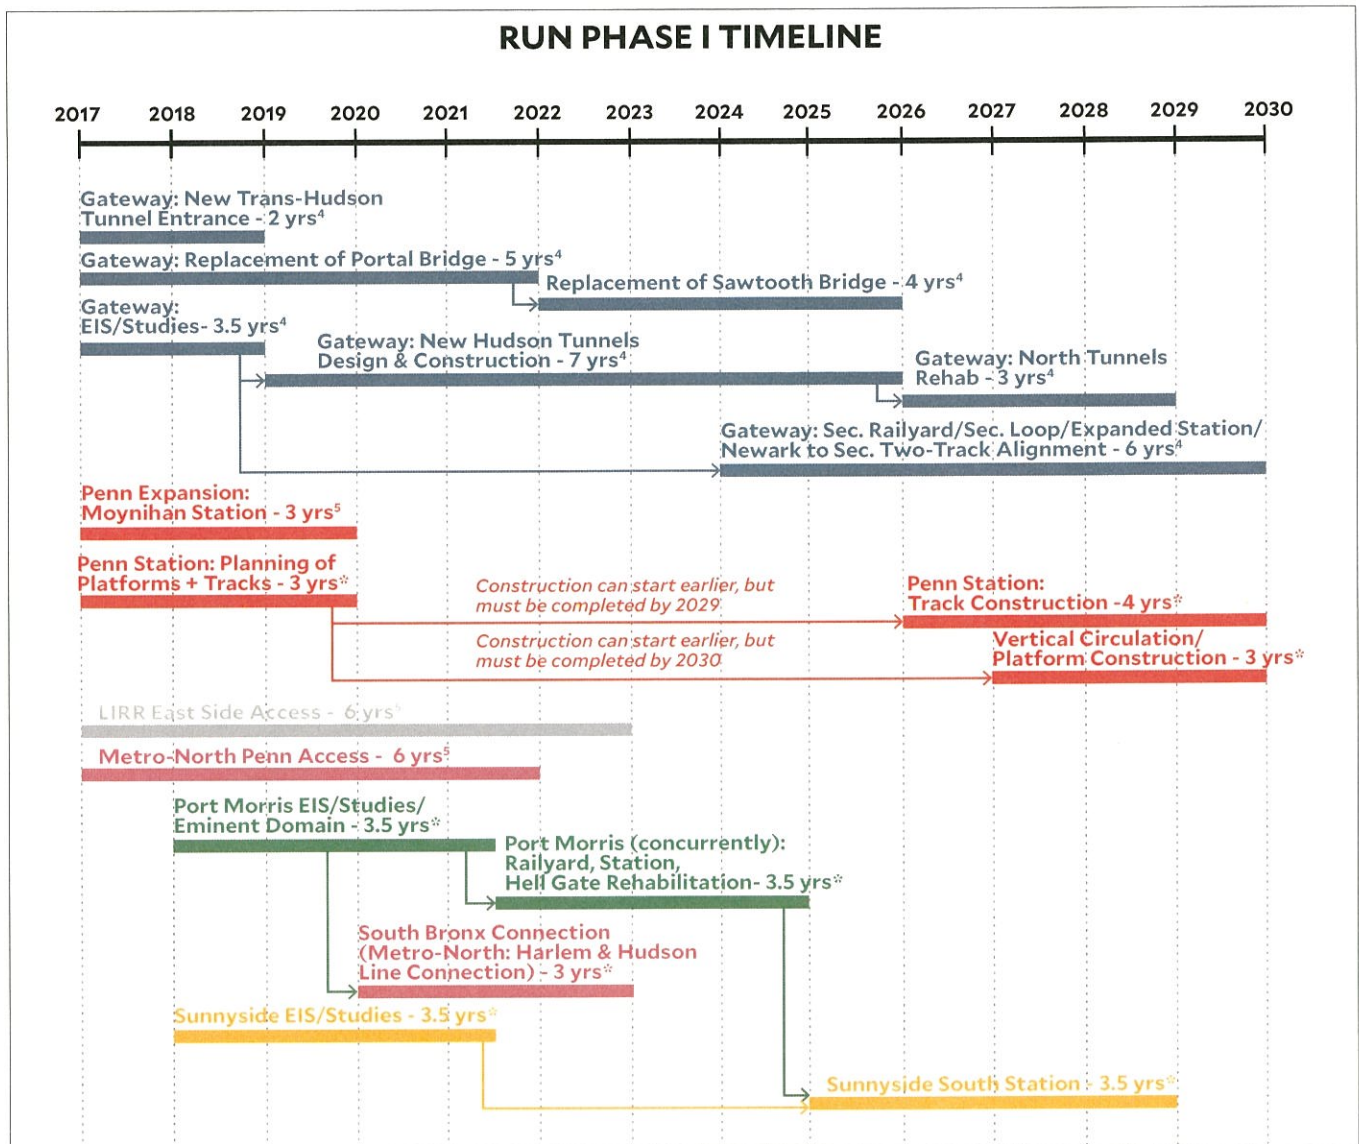 RUN PHASE I TIMELINE
2017 2018 2019 2020 2021 2022 2023 2024 2025 2026 2027 2028 2029 2030
Gateway: New Trans-Hudson
Tunnel Entrance - 2 yrs⁴
Gateway: Replacement of Portal Bridge - 5 yrs⁴
Replacement of Sawtooth Bridge - 4 yrs⁴
Gateway:
EIS/Studies- 3.5 yrs⁴
Gateway: New Hudson Tunnels
Design & Construction - 7 yrs⁴
Gateway: North Tunnels
Rehab - 3 yrs⁴
Gateway: Sec. Railyard/Sec. Loop/Expanded Station/
Newark to Sec. Two-Track Alignment - 6 yrs⁴
Penn Expansion:
Moynihan Station - 3 yrs⁵
Penn Station: Planning of
Platforms + Tracks - 3 yrs*
Construction can start earlier, but
must be completed by 2029
Penn Station:
Track Construction -4 yrs*
Construction can start earlier, but
must be completed by 2030
Vertical Circulation/
Platform Construction - 3 yrs*
LIRR East Side Access - 6 yrs⁵
Metro-North Penn Access - 6 yrs⁵
Port Morris EIS/Studies/
Eminent Domain - 3.5 yrs*
Port Morris (concurrently):
Railyard, Station,
Hell Gate Rehabilitation- 3.5 yrs*
South Bronx Connection
(Metro-North: Harlem & Hudson
Line Connection) - 3 yrs*
Sunnyside EIS/Studies - 3.5 yrs*
Sunnyside South Station - 3.5 yrs*